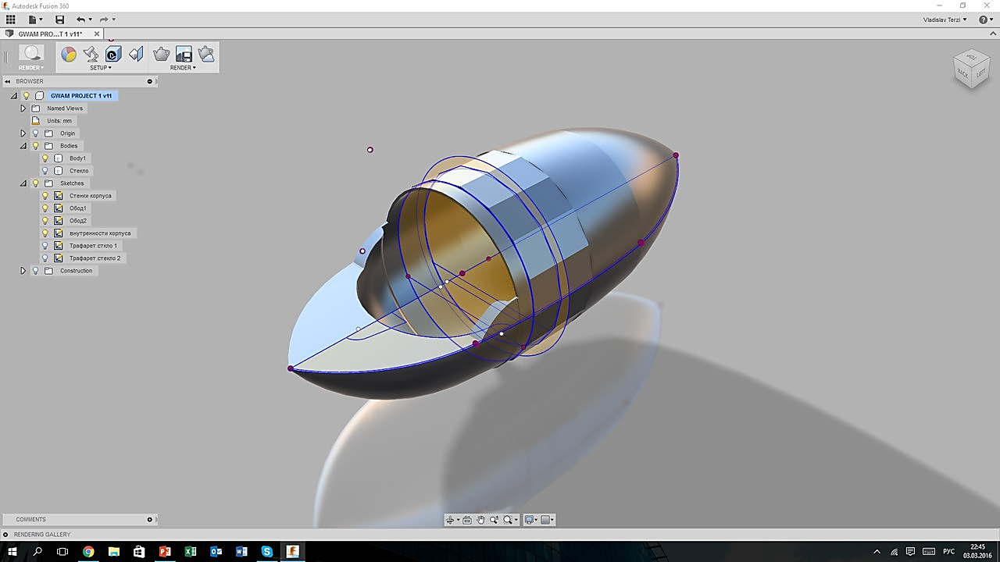 Autodesk Fusion 360
Vladislav Terzi
GWAM PRO...T 1 v11*
RENDER
SETUP
RENDER
BROWSER
GWAM PROJECT 1 v11
Named Views
Units: mm
Origin
Bodies
Body1
Стекло
Sketches
Стенки корпуса
Обод1
Обод2
внутренности корпуса
Трафарет сткло 1
Трафарет стекло 2
Construction
TOP
BACK
LEFT
COMMENTS
RENDERING GALLERY
РУС
22:45
03.03.2016